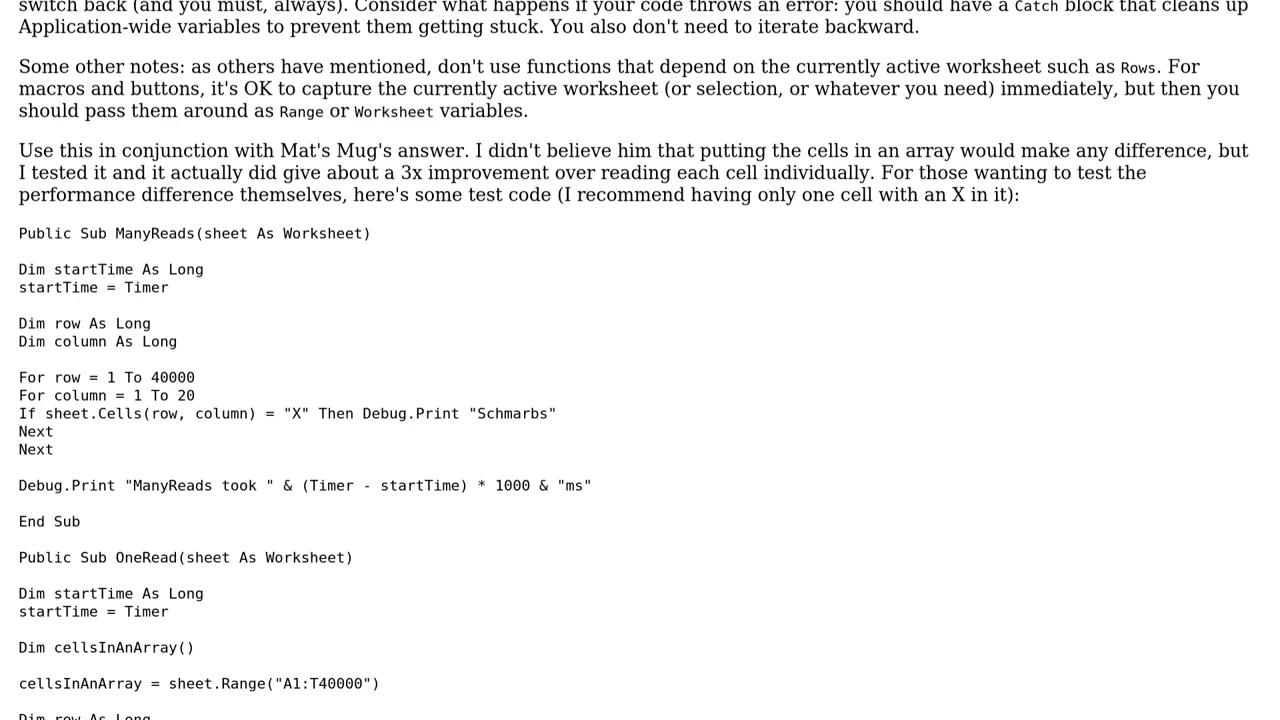 switch back (and you must, always). Consider what happens if your code throws an error: you should have a Catch block that cleans up
Application-wide variables to prevent them getting stuck. You also don't need to iterate backward.
Some other notes: as others have mentioned, don't use functions that depend on the currently active worksheet such as Rows. For
macros and buttons, it's OK to capture the currently active worksheet (or selection, or whatever you need) immediately, but then you
should pass them around as Range or Worksheet variables.
Use this in conjunction with Mat's Mug's answer. I didn't believe him that putting the cells in an array would make any difference, but
I tested it and it actually did give about a 3x improvement over reading each cell individually. For those wanting to test the
performance difference themselves, here's some test code (I recommend having only one cell with an X in it):
Public Sub ManyReads(sheet As Worksheet)
Dim startTime As Long
startTime = Timer
Dim row As Long
Dim column As Long
For row = 1 To 40000
For column = 1 To 20
If sheet.Cells(row, column) = "X" Then Debug.Print "Schmarbs"
Next
Next
Debug.Print "ManyReads took " & (Timer - startTime) * 1000 & "ms"
End Sub
Public Sub OneRead(sheet As Worksheet)
Dim startTime As Long
startTime = Timer
Dim cellsInAnArray()
cellsInAnArray = sheet.Range("A1:T40000")
Dim row As Long